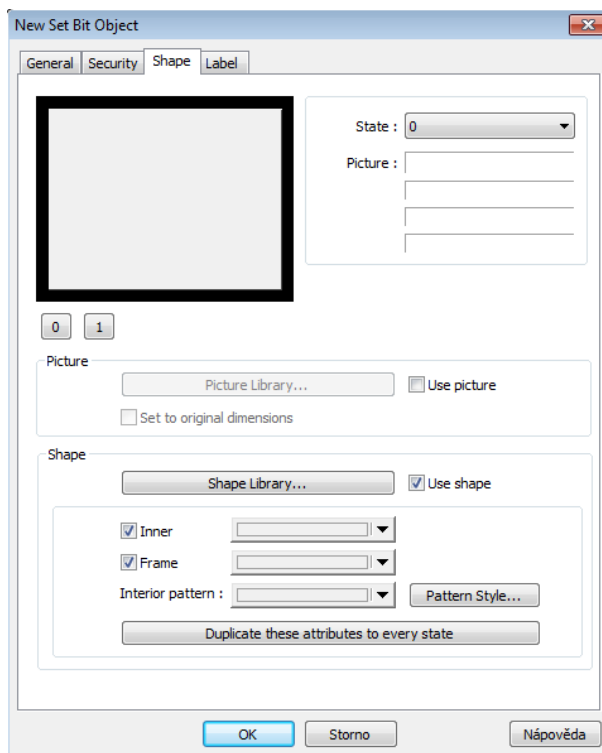 New Set Bit Object
General Security Shape Label
State : 0
Picture :
0 1
Picture
Picture Library...
Use picture
Set to original dimensions
Shape
Shape Library...
Use shape
Inner
Frame
Interior pattern :
Pattern Style...
Duplicate these attributes to every state
OK Storno Nápověda